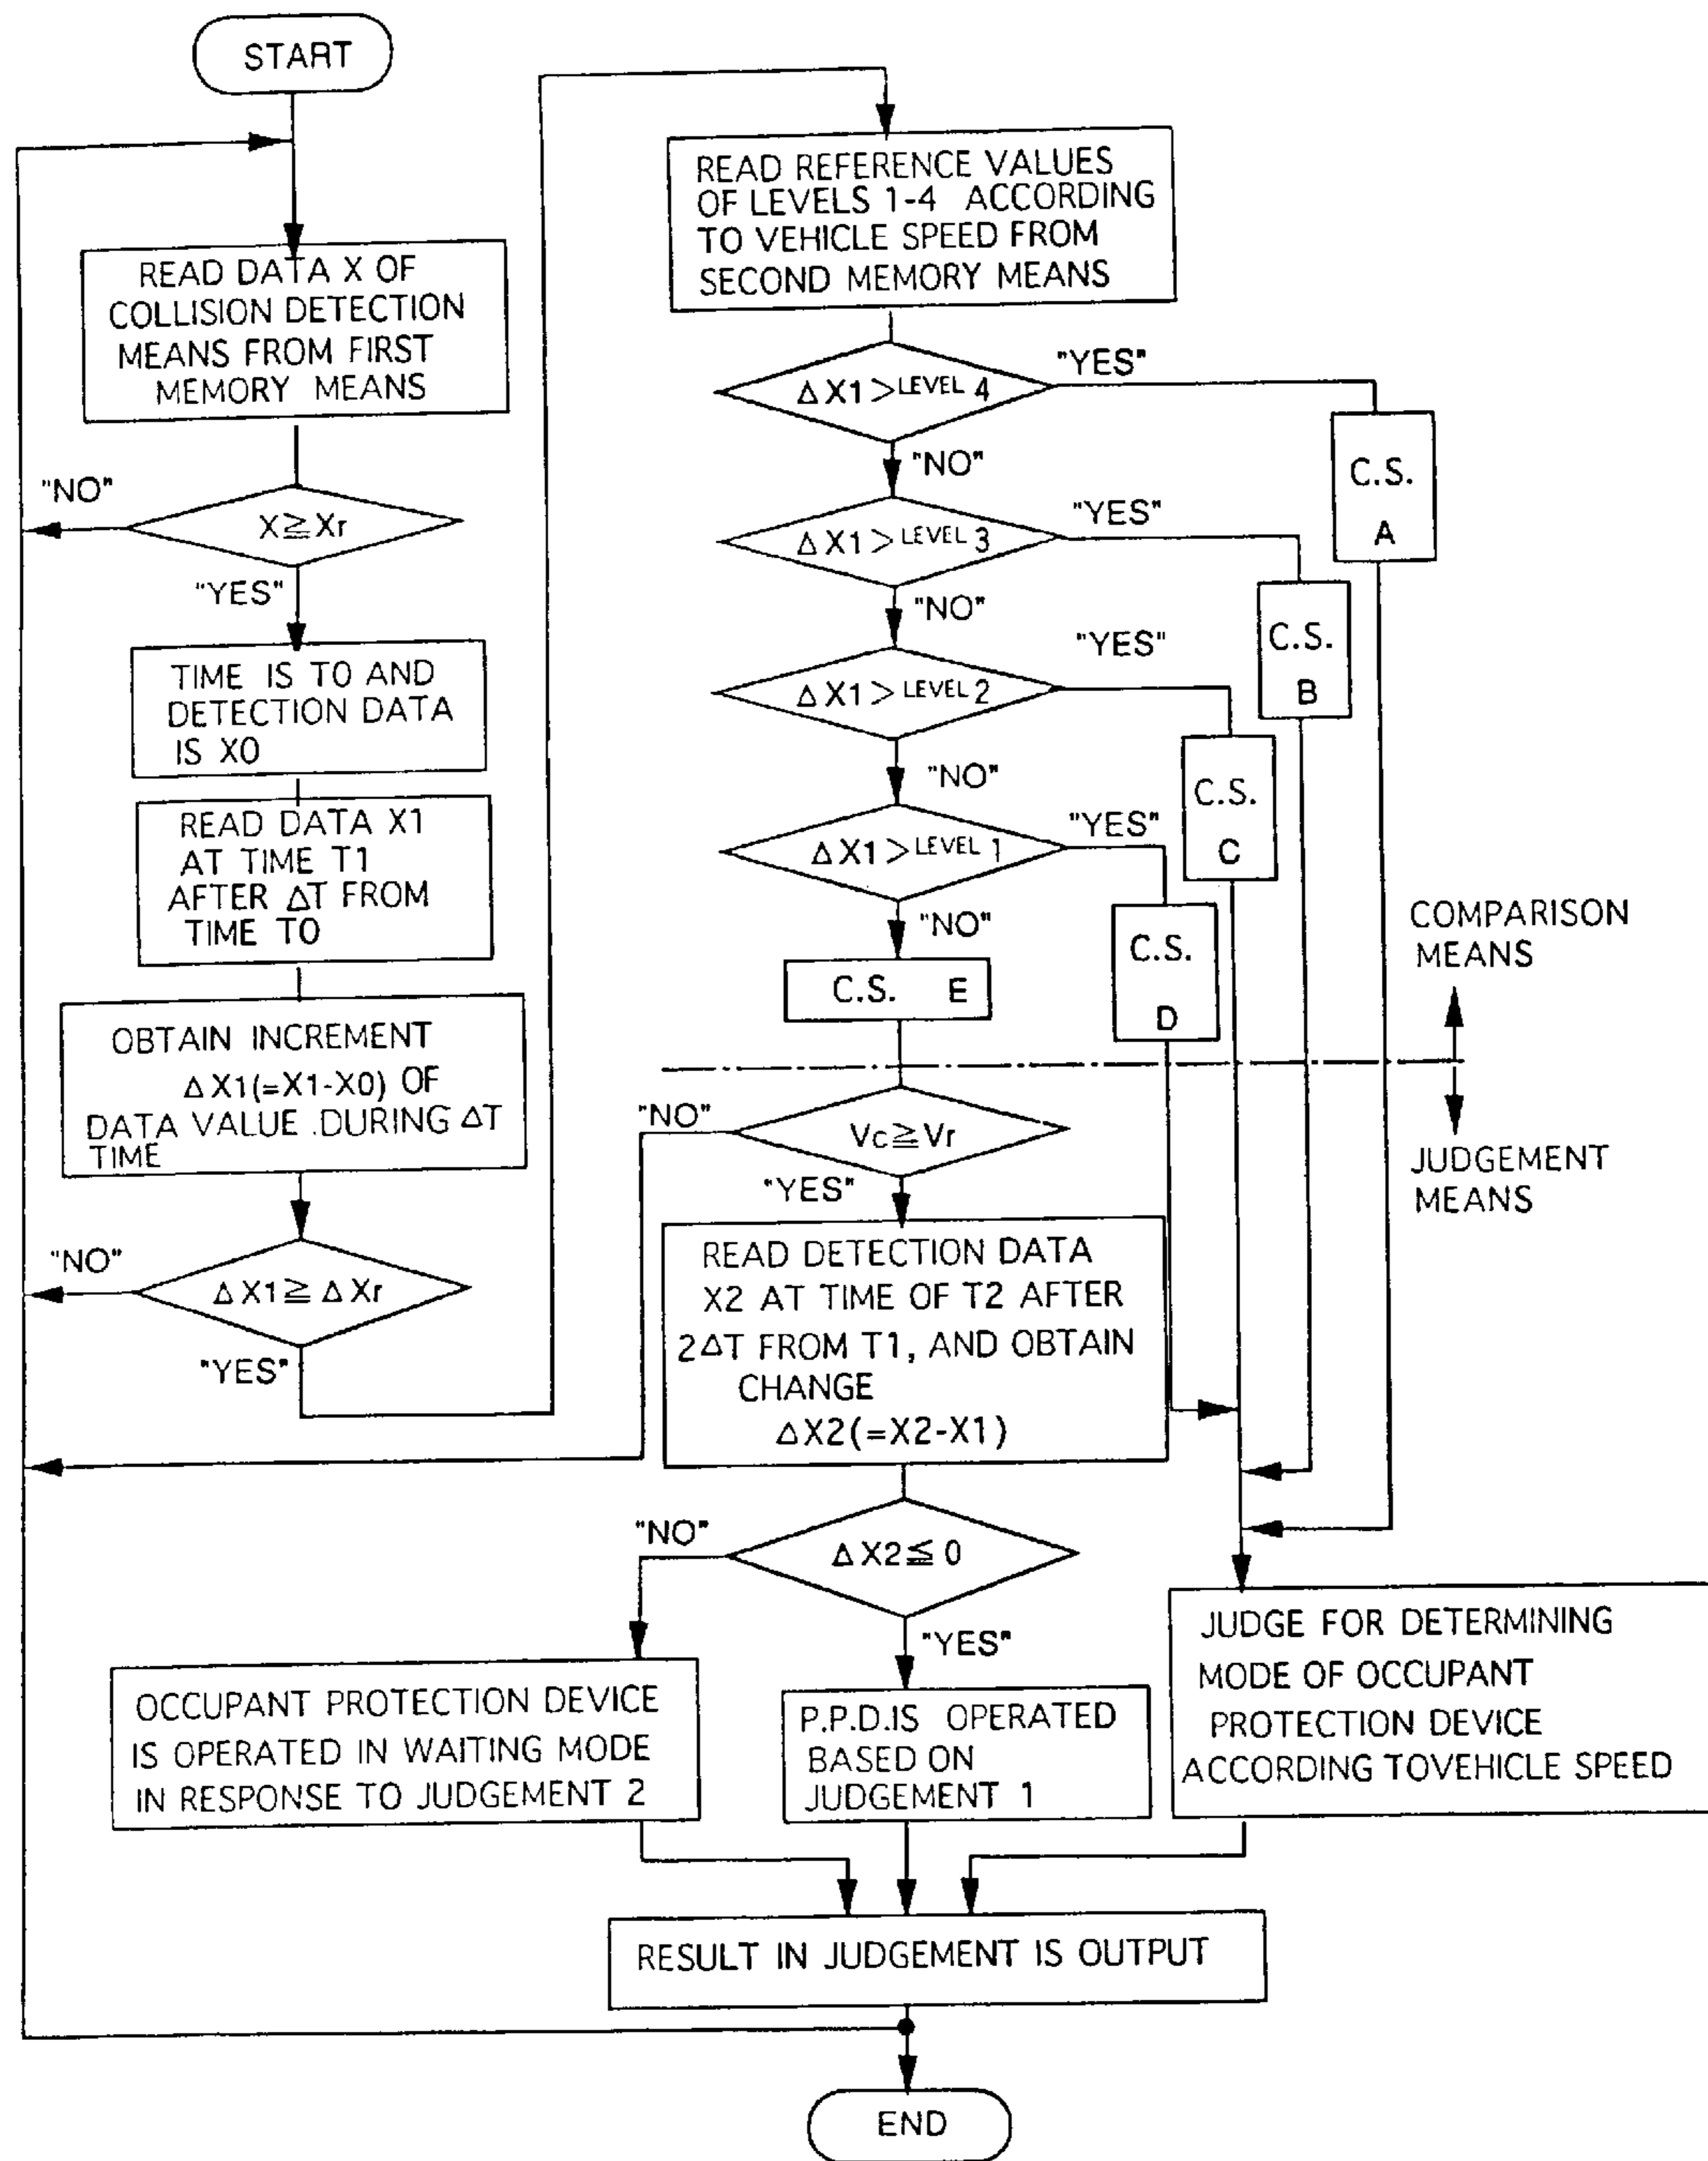 START
READ DATA X OF
COLLISION DETECTION
MEANS FROM FIRST
MEMORY MEANS
"NO"
X≧Xr
"YES"
TIME IS T0 AND
DETECTION DATA
IS X0
READ DATA X1
AT TIME T1
AFTER ΔT FROM
TIME T0
OBTAIN INCREMENT
ΔX1(=X1-X0) OF
DATA VALUE .DURING ΔT
TIME
"NO"
ΔX1≧ΔXr
"YES"
READ REFERENCE VALUES
OF LEVELS 1-4 ACCORDING
TO VEHICLE SPEED FROM
SECOND MEMORY MEANS
ΔX1>LEVEL 4
"YES"
C.S.
A
"NO"
ΔX1>LEVEL 3
"YES"
C.S.
B
"NO"
ΔX1>LEVEL 2
"YES"
C.S.
C
"NO"
ΔX1>LEVEL 1
"YES"
C.S.
D
"NO"
C.S. E
COMPARISON
MEANS
JUDGEMENT
MEANS
"NO"
Vc≧Vr
"YES"
READ DETECTION DATA
X2 AT TIME OF T2 AFTER
2ΔT FROM T1, AND OBTAIN
CHANGE
ΔX2(=X2-X1)
"NO"
ΔX2≦0
"YES"
OCCUPANT PROTECTION DEVICE
IS OPERATED IN WAITING MODE
IN RESPONSE TO JUDGEMENT 2
P.P.D.IS OPERATED
BASED ON
JUDGEMENT 1
JUDGE FOR DETERMINING
MODE OF OCCUPANT
PROTECTION DEVICE
ACCORDING TOVEHICLE SPEED
RESULT IN JUDGEMENT IS OUTPUT
END